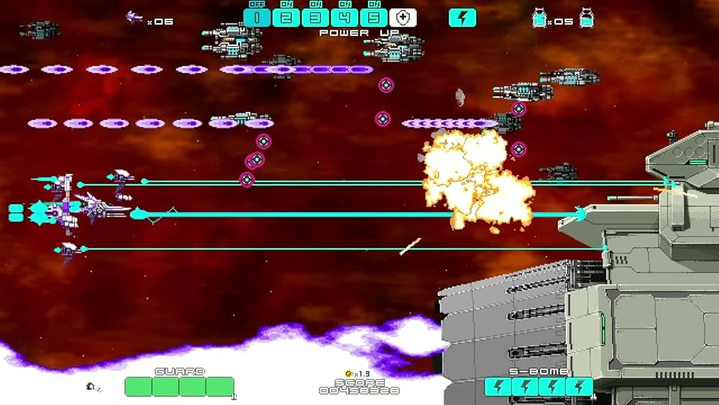 OFF ON ON ON ON
×06 1 2 3 4 5 ×05
POWER UP
GUARD
×1.9
SCORE
S-BOMB